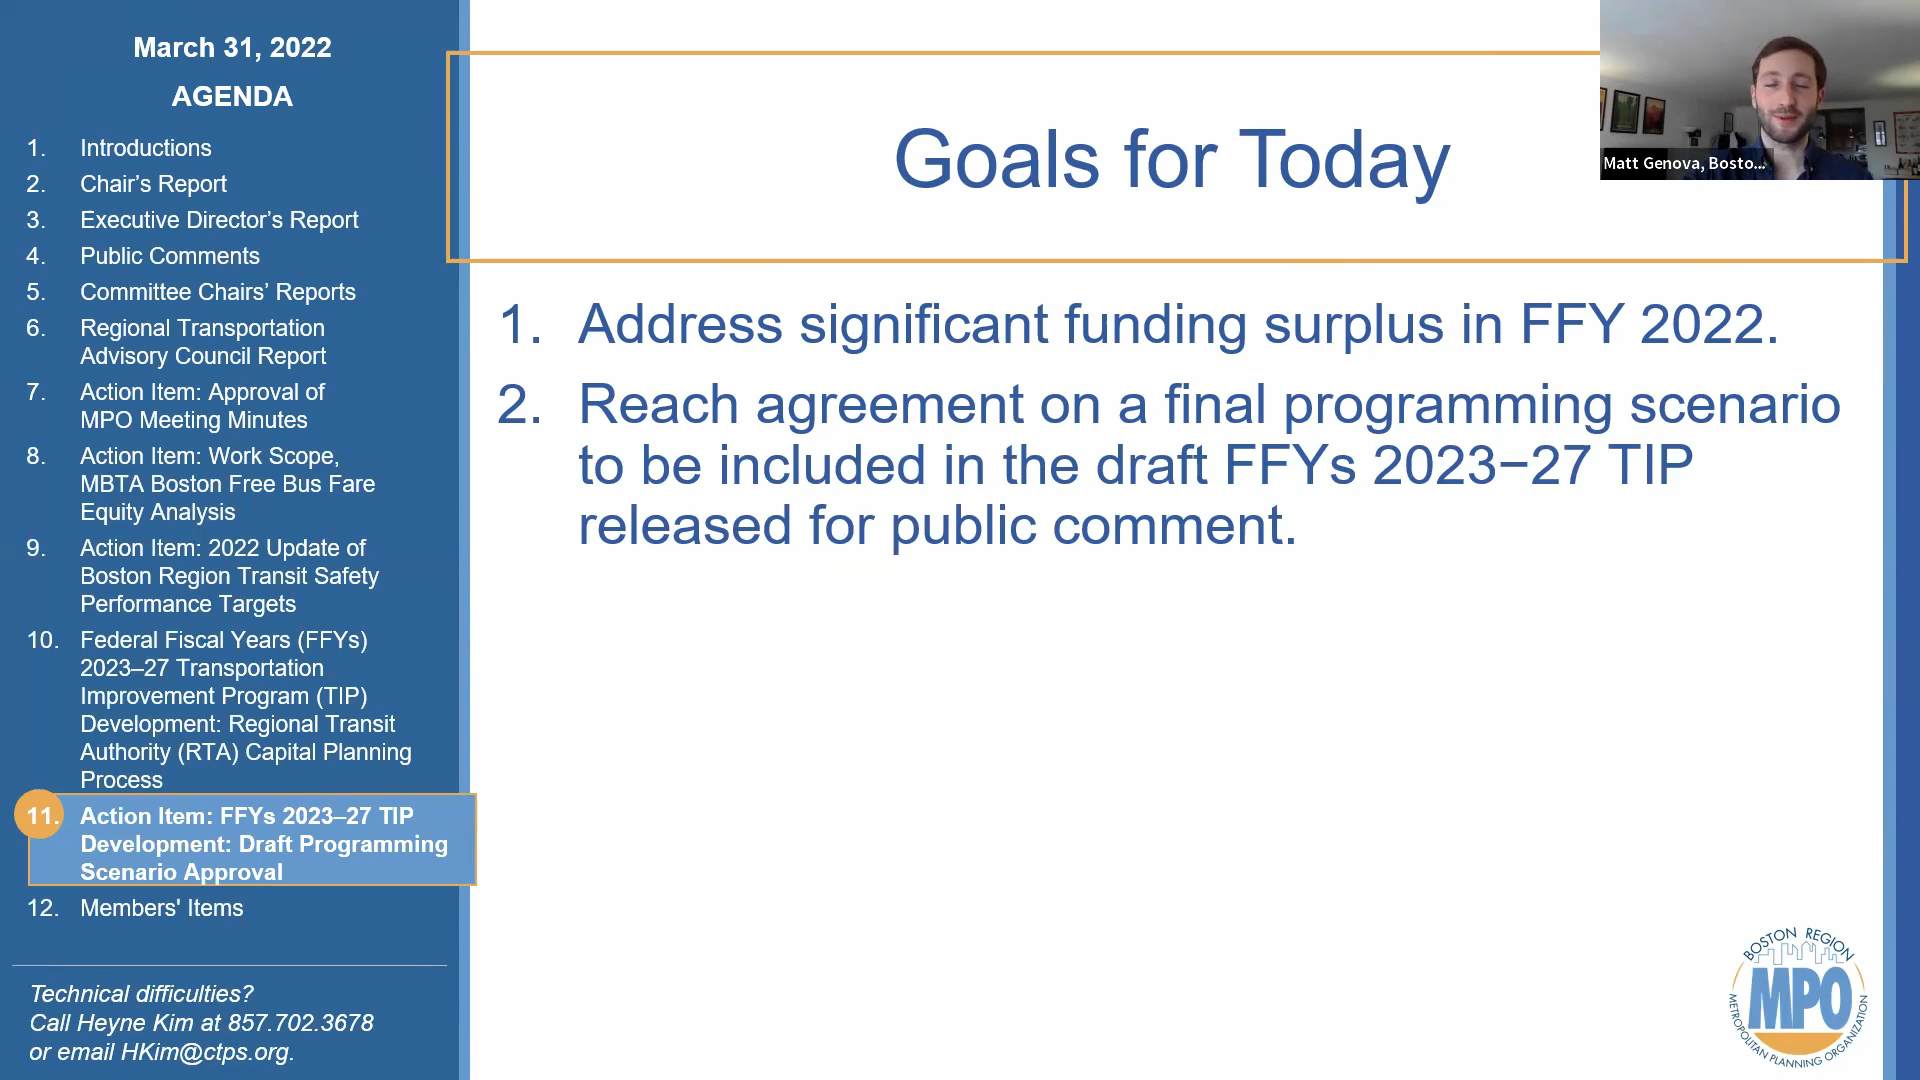 March 31, 2022
AGENDA
1. Introductions
2. Chair's Report
3. Executive Director's Report
4. Public Comments
5. Committee Chairs' Reports
6. Regional Transportation
Advisory Council Report
7. Action Item: Approval of
MPO Meeting Minutes
8. Action Item: Work Scope,
MBTA Boston Free Bus Fare
Equity Analysis
9. Action Item: 2022 Update of
Boston Region Transit Safety
Performance Targets
10. Federal Fiscal Years (FFYs)
2023–27 Transportation
Improvement Program (TIP)
Development: Regional Transit
Authority (RTA) Capital Planning
Process
11. Action Item: FFYs 2023–27 TIP
Development: Draft Programming
Scenario Approval
12. Members' Items
Technical difficulties?
Call Heyne Kim at 857.702.3678
or email HKim@ctps.org.
Goals for Today
1. Address significant funding surplus in FFY 2022.
2. Reach agreement on a final programming scenario
to be included in the draft FFYs 2023−27 TIP
released for public comment.
Matt Genova, Bosto...
BOSTON REGION
MPO
METROPOLITAN PLANNING ORGANIZATION